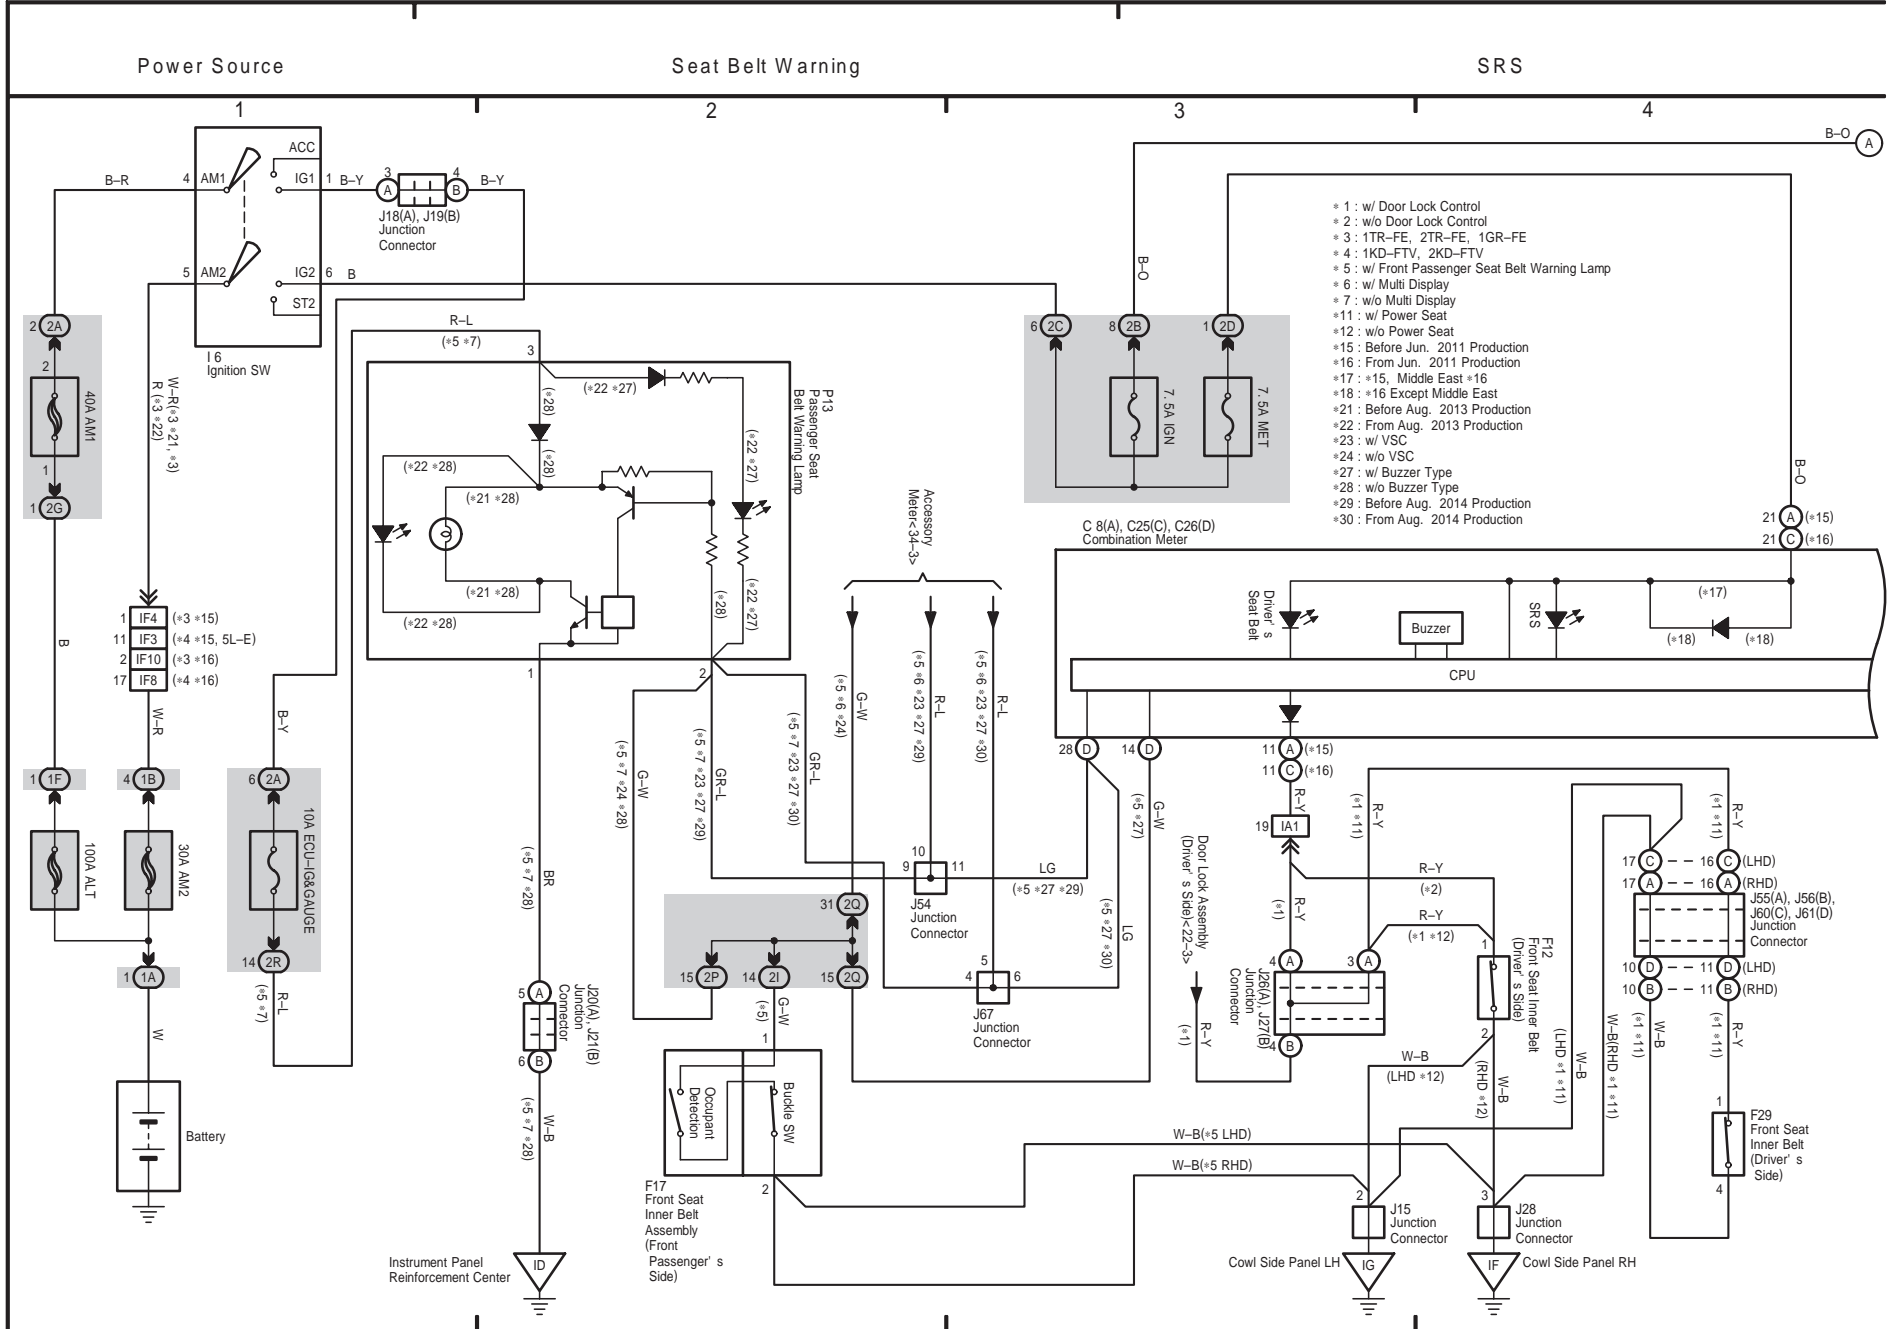 Power Source
Seat Belt Warning
SRS
1
2
3
4
ACC
4 AM1
IG1 1
5 AM2
IG2 6
ST2
I 6
Ignition SW
B–R
B–Y
3
A
4
B
B–Y
J18(A), J19(B)
Junction
Connector
B
2 2A
2
40A AM1
1
1 2G
B
W–R(*3 *21, *3)
R (*3 *22)
1 IF4 (*3 *15)
11 IF3 (*4 *15, 5L–E)
2 IF10 (*3 *16)
17 IF8 (*4 *16)
W–R
B–Y
1 1F
4 1B
6 2A
100A ALT
30A AM2
10A ECU–IG&GAUGE
1 1A
14 2R
R–L
(*5 *7)
W
Battery
R–L
(*5 *7)
3
P13
Passenger Seat
Belt Warning Lamp
(*22 *27)
(*28)
(*28)
(*22 *28)
(*21 *28)
(*22 *27)
(*21 *28)
(*22 *28)
(*28)
(*22 *27)
1
2
BR
(*5 *7 *28)
5 A
J20(A), J21(B)
Junction
Connector
6 B
W–B
(*5 *7 *28)
Instrument Panel
Reinforcement Center
ID
G–W
(*5 *7 *24 *28)
GR–L
(*5 *7 *23 *27 *29)
GR–L
(*5 *7 *23 *27 *30)
G–W
(*5 *6 *24)
R–L
(*5 *6 *23 *27 *29)
R–L
(*5 *6 *23 *27 *30)
Accessory
Meter<34–3>
31 2Q
15 2P
14 2I
15 2Q
G–W
(*5)
1
Buckle SW
Occupant
Detection
2
F17
Front Seat
Inner Belt
Assembly
(Front
Passenger' s
Side)
10
9
11
J54
Junction
Connector
LG
(*5 *27 *29)
5
4
6
J67
Junction
Connector
LG
(*5 *27 *30)
G–W
(*5 *27)
B–O
A
B–O
6 2C
8 2B
1 2D
7. 5A IGN
7. 5A MET
* 1 : w/ Door Lock Control
* 2 : w/o Door Lock Control
* 3 : 1TR–FE, 2TR–FE, 1GR–FE
* 4 : 1KD–FTV, 2KD–FTV
* 5 : w/ Front Passenger Seat Belt Warning Lamp
* 6 : w/ Multi Display
* 7 : w/o Multi Display
*11 : w/ Power Seat
*12 : w/o Power Seat
*15 : Before Jun. 2011 Production
*16 : From Jun. 2011 Production
*17 : *15, Middle East *16
*18 : *16 Except Middle East
*21 : Before Aug. 2013 Production
*22 : From Aug. 2013 Production
*23 : w/ VSC
*24 : w/o VSC
*27 : w/ Buzzer Type
*28 : w/o Buzzer Type
*29 : Before Aug. 2014 Production
*30 : From Aug. 2014 Production
B–O
21 A (*15)
21 C (*16)
C 8(A), C25(C), C26(D)
Combination Meter
Driver' s
Seat Belt
Buzzer
SRS
(*17)
(*18)
(*18)
CPU
28 D
14 D
11 A (*15)
11 C (*16)
R–Y
19 IA1
R–Y
(*1 *11)
R–Y
(*1 *11)
R–Y
(*2)
R–Y
(*1)
R–Y
(*1 *12)
Door Lock Assembly
(Driver' s Side)<22–3>
R–Y
(*1)
4 A
3 A
J26(A), J27(B)
Junction
Connector
4 B
1
F12
Front Seat Inner Belt
(Driver' s Side)
2
W–B
(LHD *12)
W–B
(RHD *12)
W–B
(LHD *1 *11)
W–B(RHD *1 *11)
17 C 16 C (LHD)
17 A 16 A (RHD)
J55(A), J56(B),
J60(C), J61(D)
Junction
Connector
10 D 11 D (LHD)
10 B 11 B (RHD)
W–B
(*1 *11)
R–Y
(*1 *11)
1
F29
Front Seat
Inner Belt
(Driver' s
Side)
4
W–B(*5 LHD)
W–B(*5 RHD)
2
J15
Junction
Connector
3
J28
Junction
Connector
Cowl Side Panel LH
IG
IF
Cowl Side Panel RH